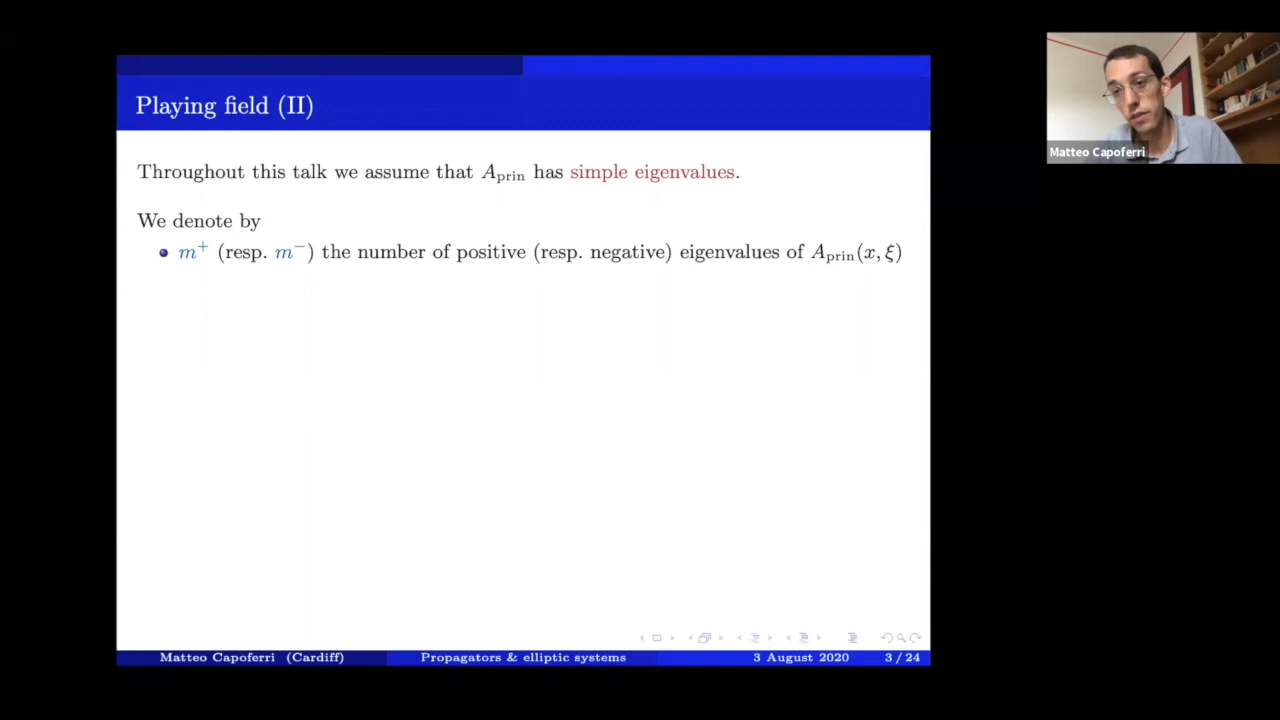 Playing field (II)
Throughout this talk we assume that A_prin has simple eigenvalues.
We denote by
m⁺ (resp. m⁻) the number of positive (resp. negative) eigenvalues of A_prin(x, ξ)
Matteo Capoferri (Cardiff) Propagators & elliptic systems 3 August 2020 3 / 24
Matteo Capoferri